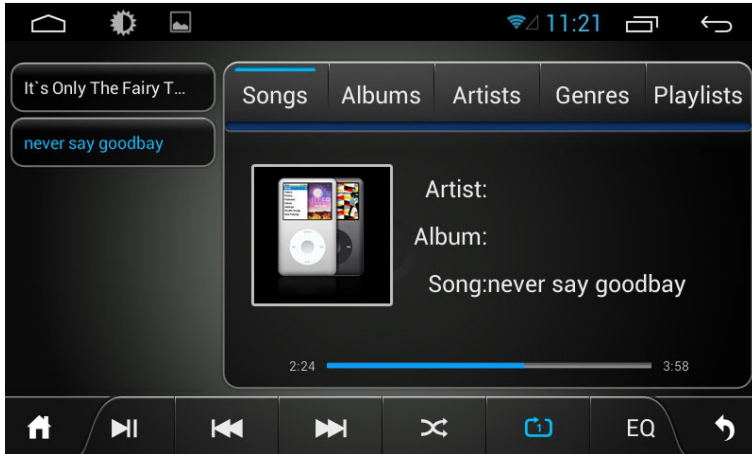 11:21
It`s Only The Fairy T...
never say goodbay
Songs Albums Artists Genres Playlists
Artist:
Album:
Song:never say goodbay
2:24 3:58
1 EQ